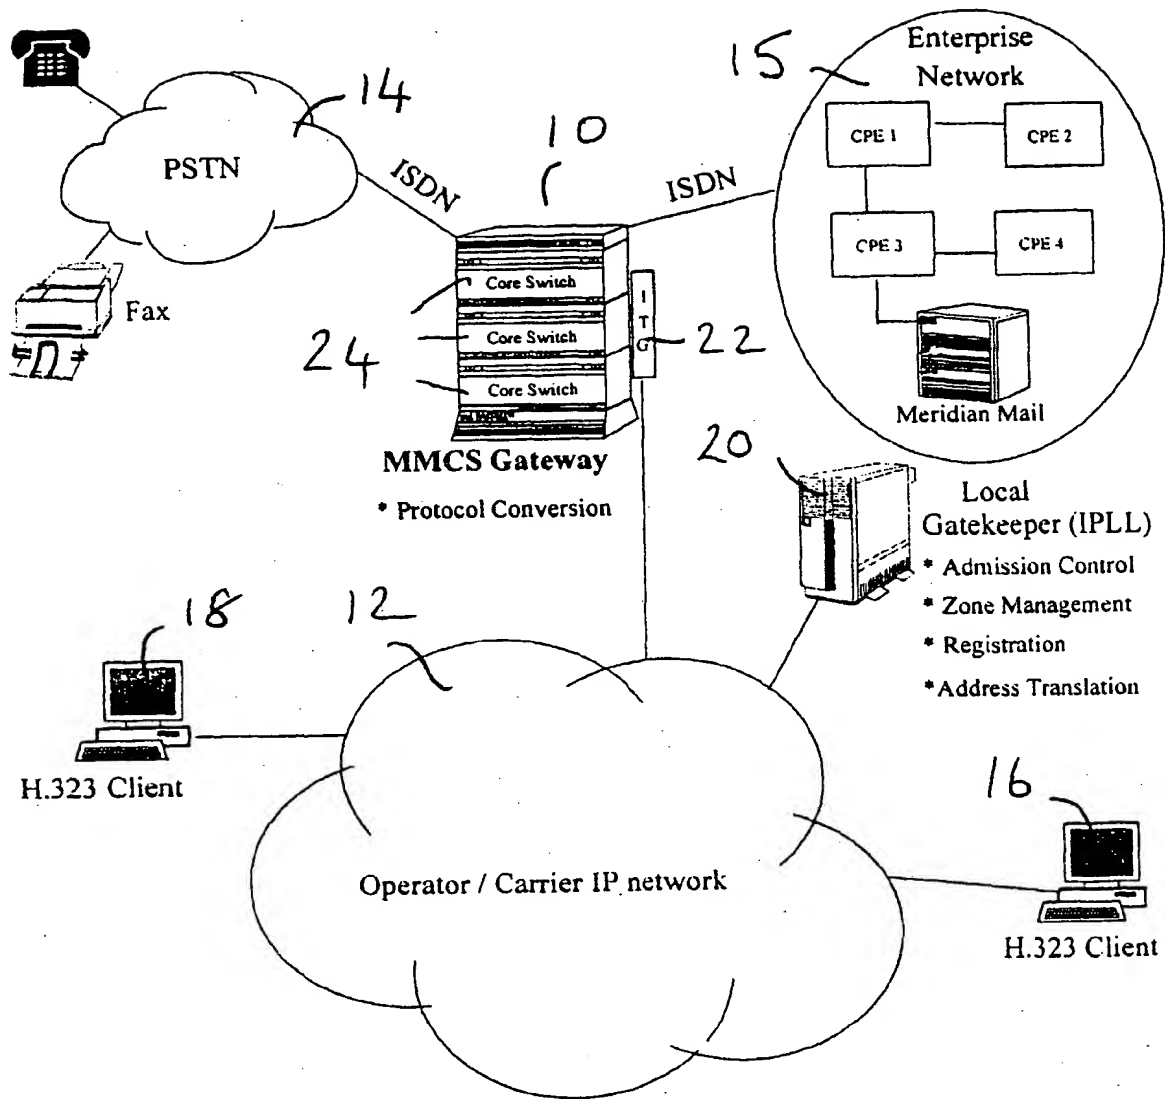 14
PSTN
ISDN
Fax
10
ISDN
15
Enterprise
Network
CPE 1
CPE 2
CPE 3
CPE 4
Meridian Mail
Core Switch
Core Switch
Core Switch
I
T
G
24
22
MMCS Gateway
* Protocol Conversion
20
Local
Gatekeeper (IPLL)
* Admission Control
* Zone Management
* Registration
*Address Translation
18
12
H.323 Client
16
Operator / Carrier IP network
H.323 Client